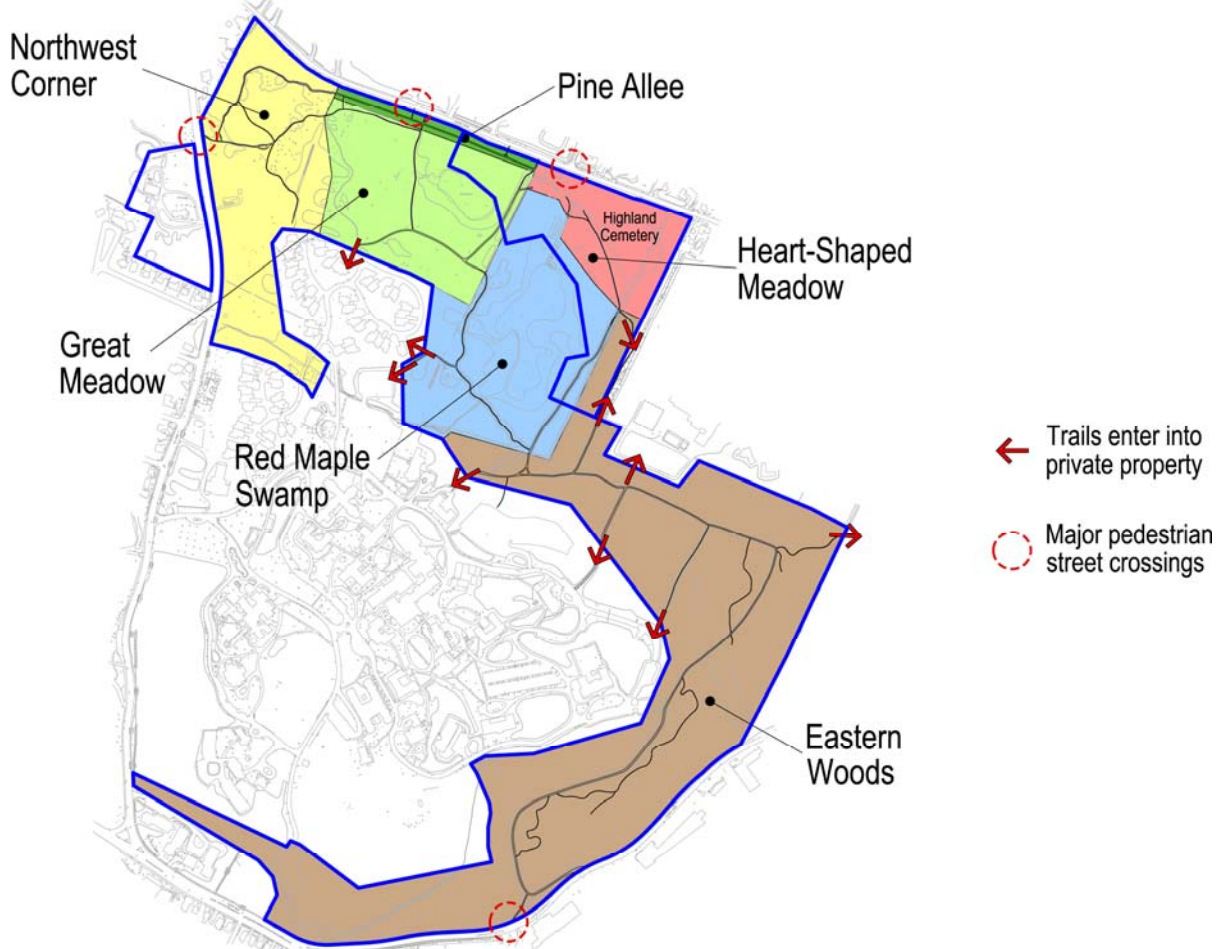 Northwest
Corner
Pine Allee
Highland
Cemetery
Heart-Shaped
Meadow
Great
Meadow
Red Maple
Swamp
Trails enter into
private property
Major pedestrian
street crossings
Eastern
Woods